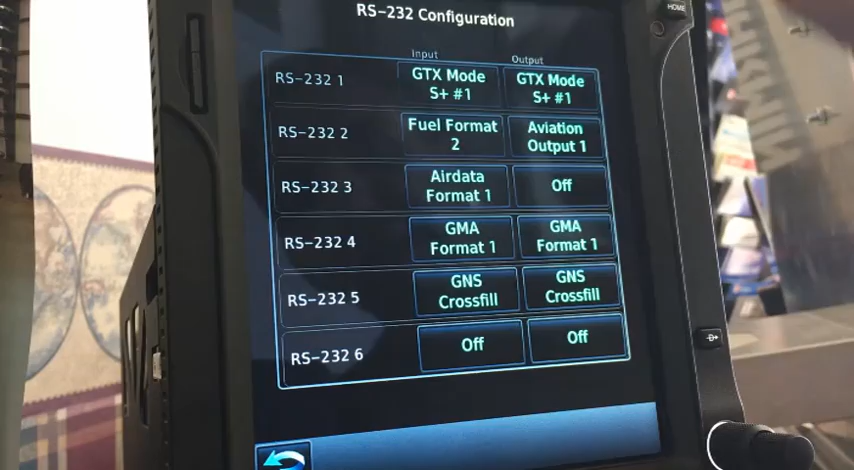 HOME
RS-232 Configuration
Input Output
RS-232 1
GTX Mode
S+ #1
GTX Mode
S+ #1
RS-232 2
Fuel Format
2
Aviation
Output 1
RS-232 3
Airdata
Format 1
Off
RS-232 4
GMA
Format 1
GMA
Format 1
RS-232 5
GNS
Crossfill
GNS
Crossfill
RS-232 6
Off
Off